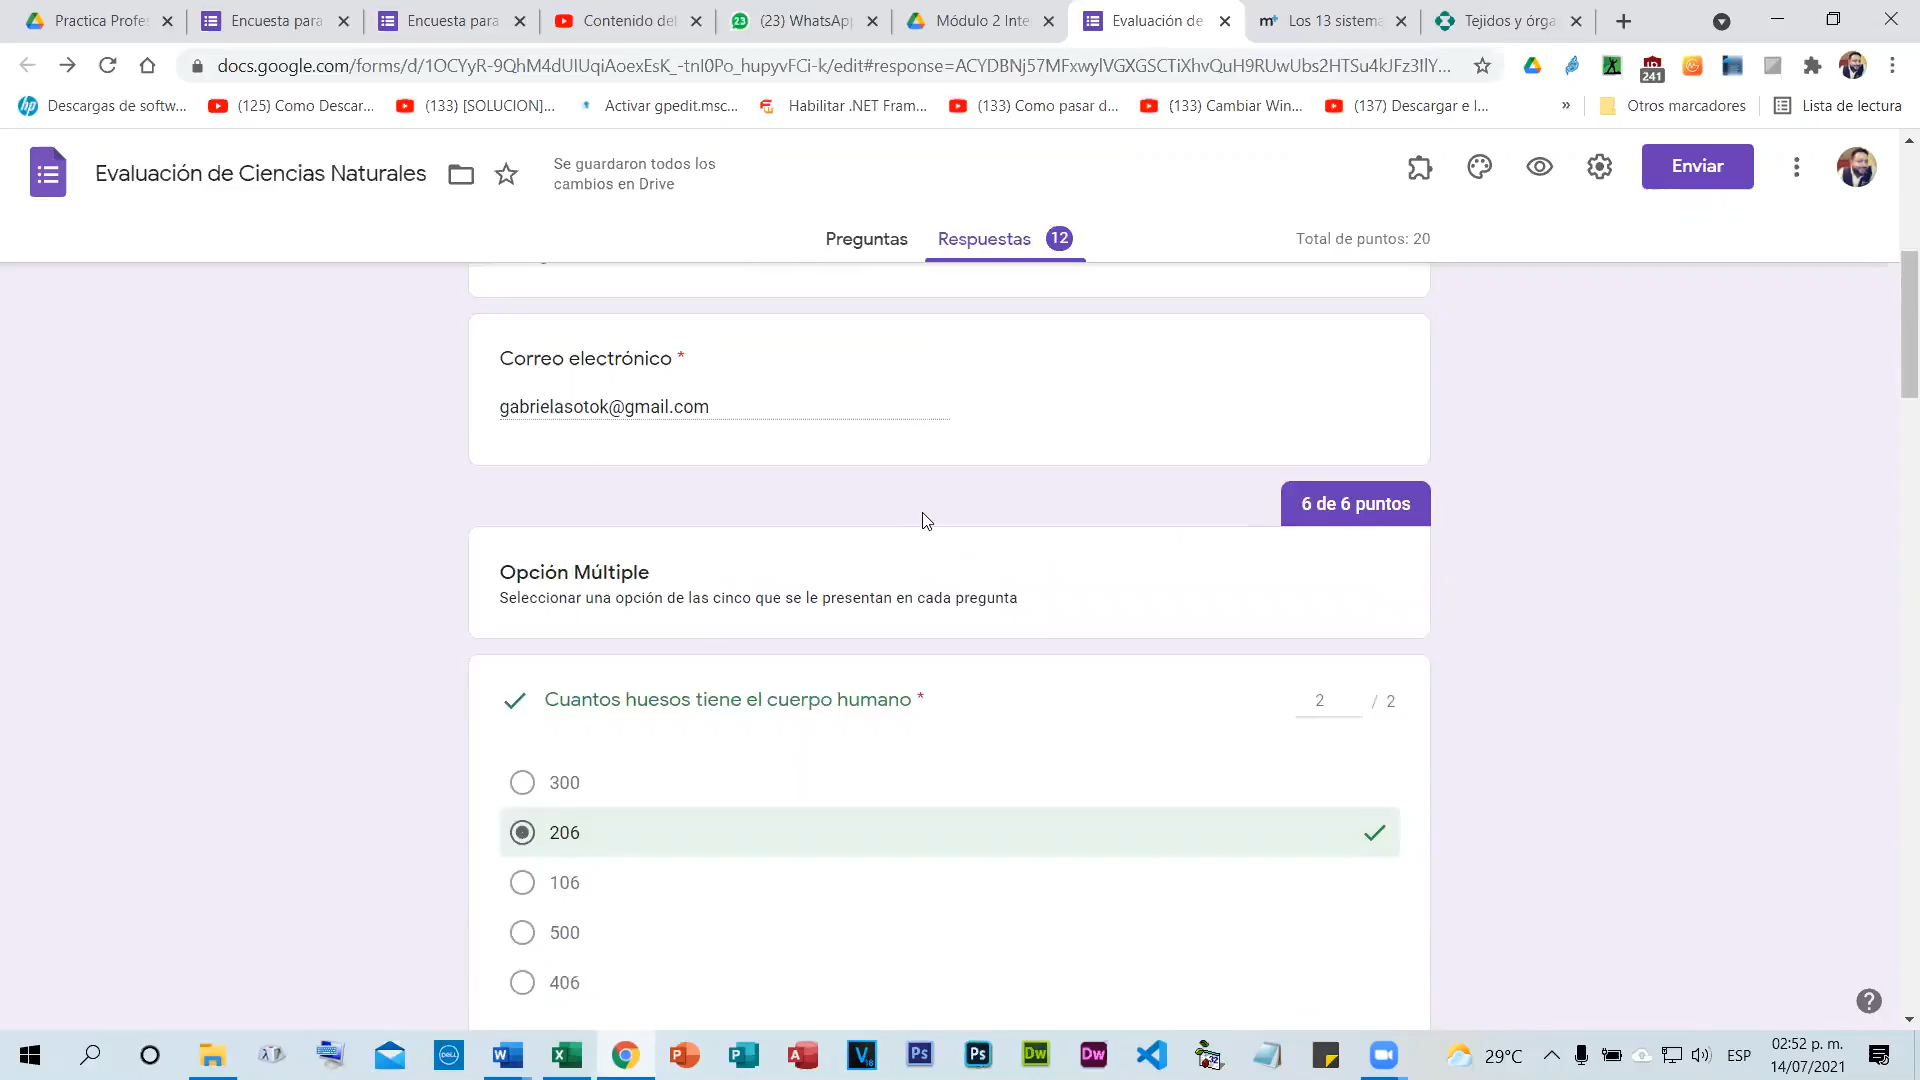 Practica Profes
Encuesta para
Encuesta para
Contenido del
(23) WhatsApp
Módulo 2 Inte
Evaluación de
Los 13 sistema
Tejidos y órga
docs.google.com/forms/d/1OCYyR-9QhM4dUIUqiAoexEsK_-tnI0Po_hupyvFCi-k/edit#response=ACYDBNj57MFxwylVGXGSCTiXhvQuH9RUwUbs2HTSu4kJFz3IlY...
241
Descargas de softw...
(125) Como Descar...
(133) [SOLUCION]...
Activar gpedit.msc...
Habilitar .NET Fram...
(133) Como pasar d...
(133) Cambiar Win...
(137) Descargar e I...
»
Otros marcadores
Lista de lectura
Evaluación de Ciencias Naturales
Se guardaron todos los
cambios en Drive
Enviar
Preguntas
Respuestas 12
Total de puntos: 20
Correo electrónico *
gabrielasotok@gmail.com
6 de 6 puntos
Opción Múltiple
Seleccionar una opción de las cinco que se le presentan en cada pregunta
Cuantos huesos tiene el cuerpo humano *
2 / 2
300
206
106
500
406
29°C
ESP
02:52 p. m.
14/07/2021